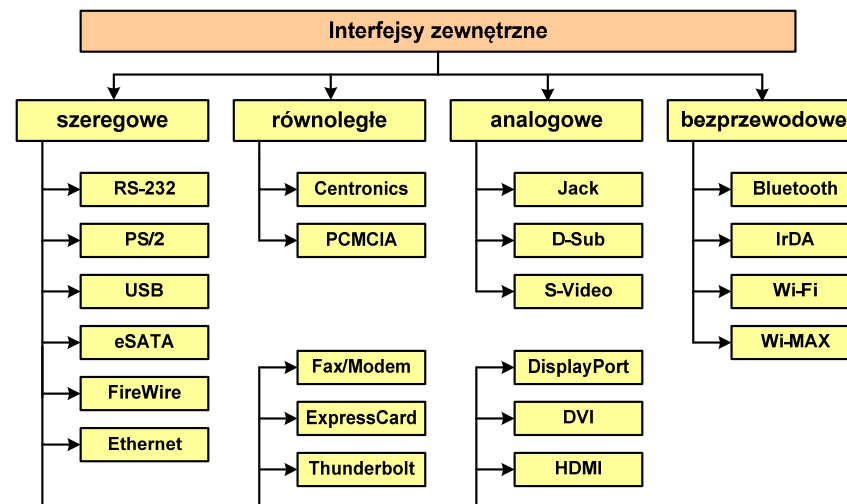 Interfejsy zewnętrzne
szeregowe
RS-232
PS/2
USB
eSATA
FireWire
Ethernet
równoległe
Centronics
PCMCIA
Fax/Modem
ExpressCard
Thunderbolt
analogowe
Jack
D-Sub
S-Video
DisplayPort
DVI
HDMI
bezprzewodowe
Bluetooth
IrDA
Wi-Fi
Wi-MAX